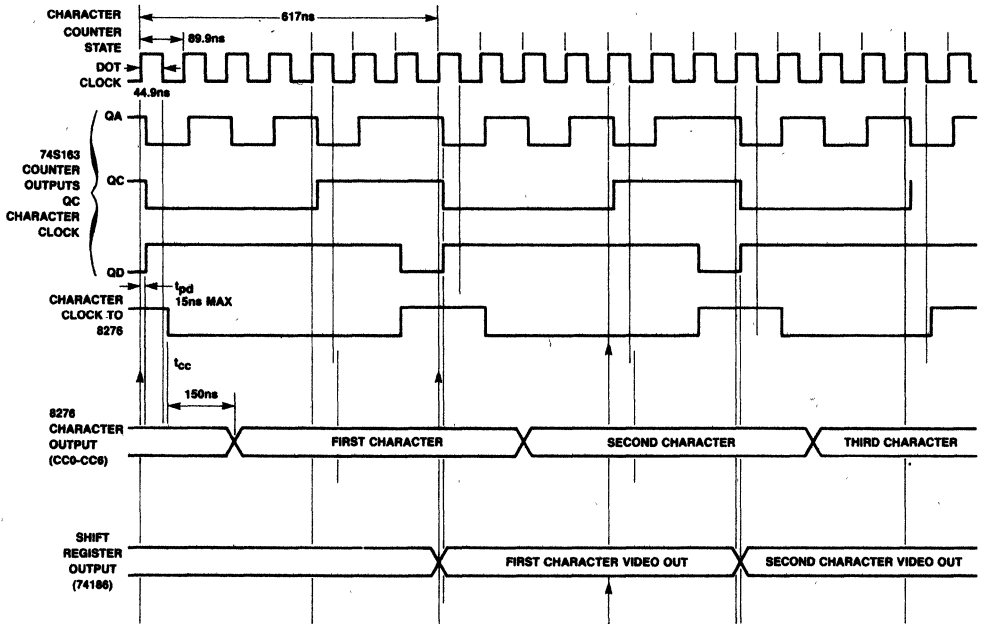 CHARACTER
COUNTER
STATE
617ns
89.9ns
DOT
CLOCK
44.9ns
QA
74S163
COUNTER
OUTPUTS
QC
QC
CHARACTER
CLOCK
QD
tpd
15ns MAX
CHARACTER
CLOCK TO
8276
tcc
150ns
8276
CHARACTER
OUTPUT
(CC0-CC6)
FIRST CHARACTER
SECOND CHARACTER
THIRD CHARACTER
SHIFT
REGISTER
OUTPUT
(74186)
FIRST CHARACTER VIDEO OUT
SECOND CHARACTER VIDEO OUT